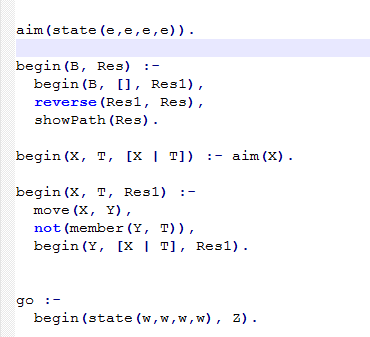 aim(state(e,e,e,e)).
begin(B, Res) :-
begin(B, [], Res1),
reverse(Res1, Res),
showPath(Res).
begin(X, T, [X | T]) :- aim(X).
begin(X, T, Res1) :-
move(X, Y),
not(member(Y, T)),
begin(Y, [X | T], Res1).
go :-
begin(state(w,w,w,w), Z).